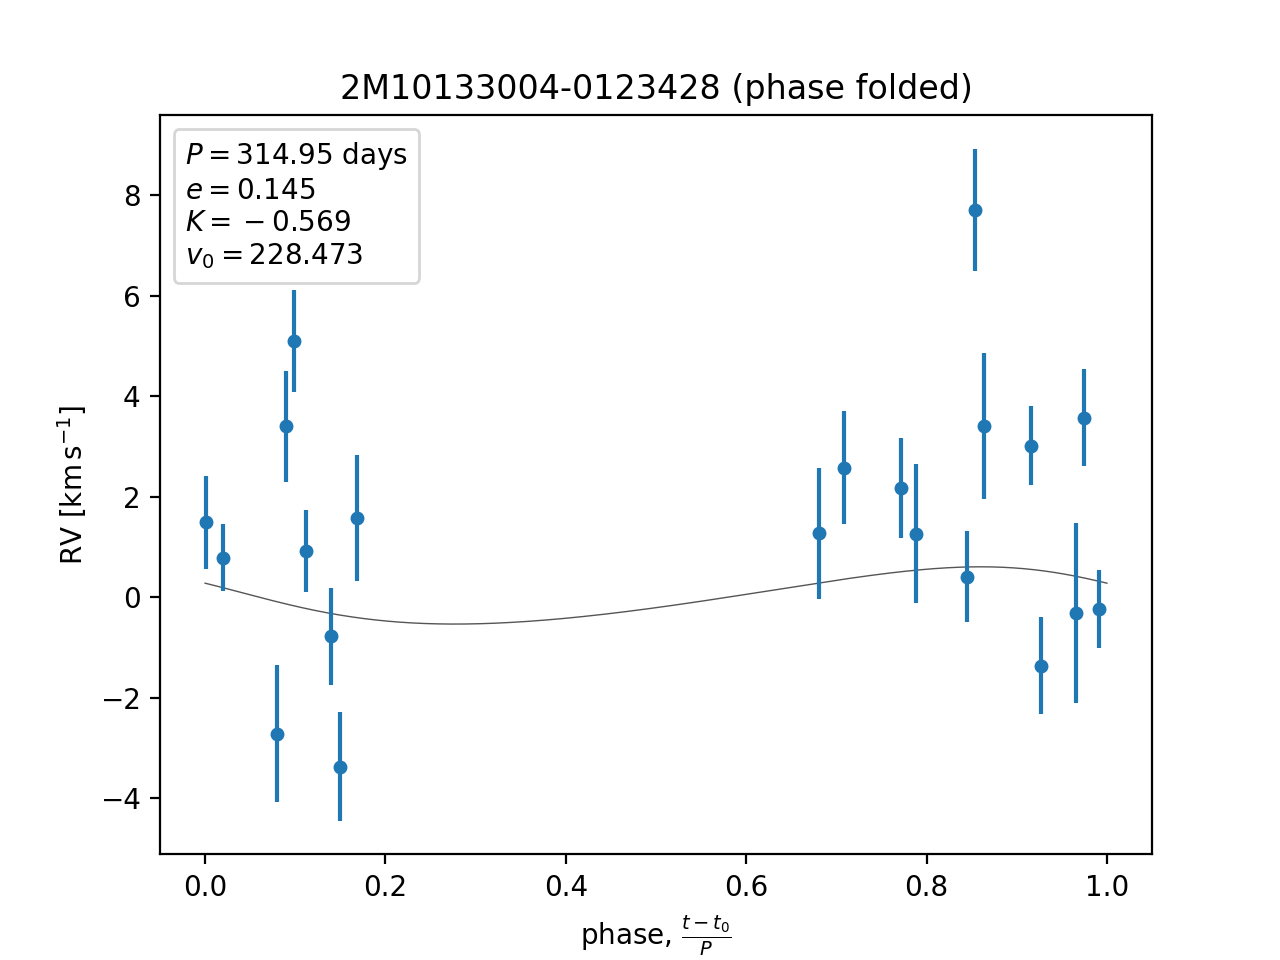 2M10133004-0123428 (phase folded)
P = 314.95 days
e = 0.145
K = −0.569
v₀ = 228.473
RV [km s⁻¹]
8
6
4
2
0
−2
−4
0.0 0.2 0.4 0.6 0.8 1.0
phase, (t − t₀)/P